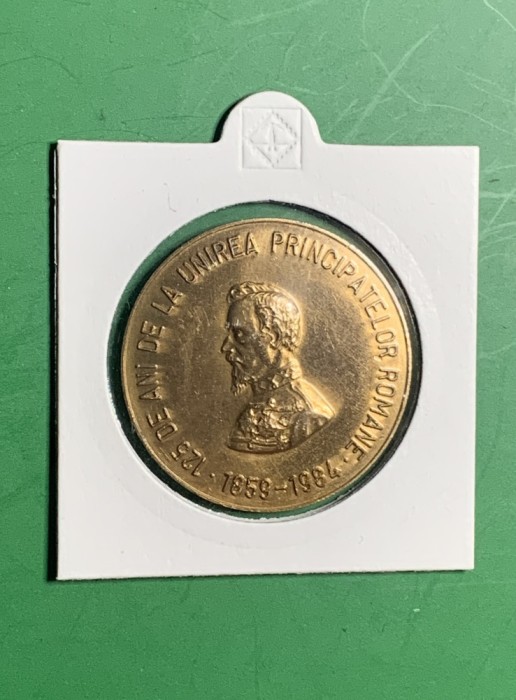 125 DE ANI DE LA UNIREA PRINCIPATELOR ROMANE
· 1859-1984 ·